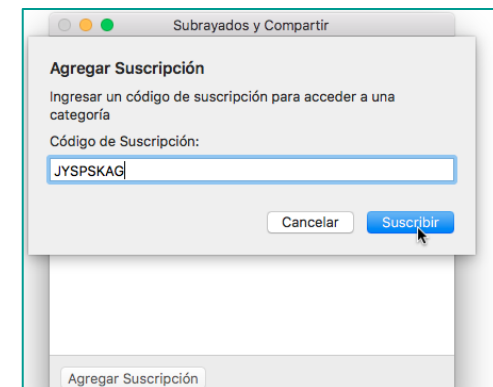 Subrayados y Compartir
Agregar Suscripción
Ingresar un código de suscripción para acceder a una
categoría
Código de Suscripción:
JYSPSKAG
Cancelar
Suscribir
Agregar Suscripción